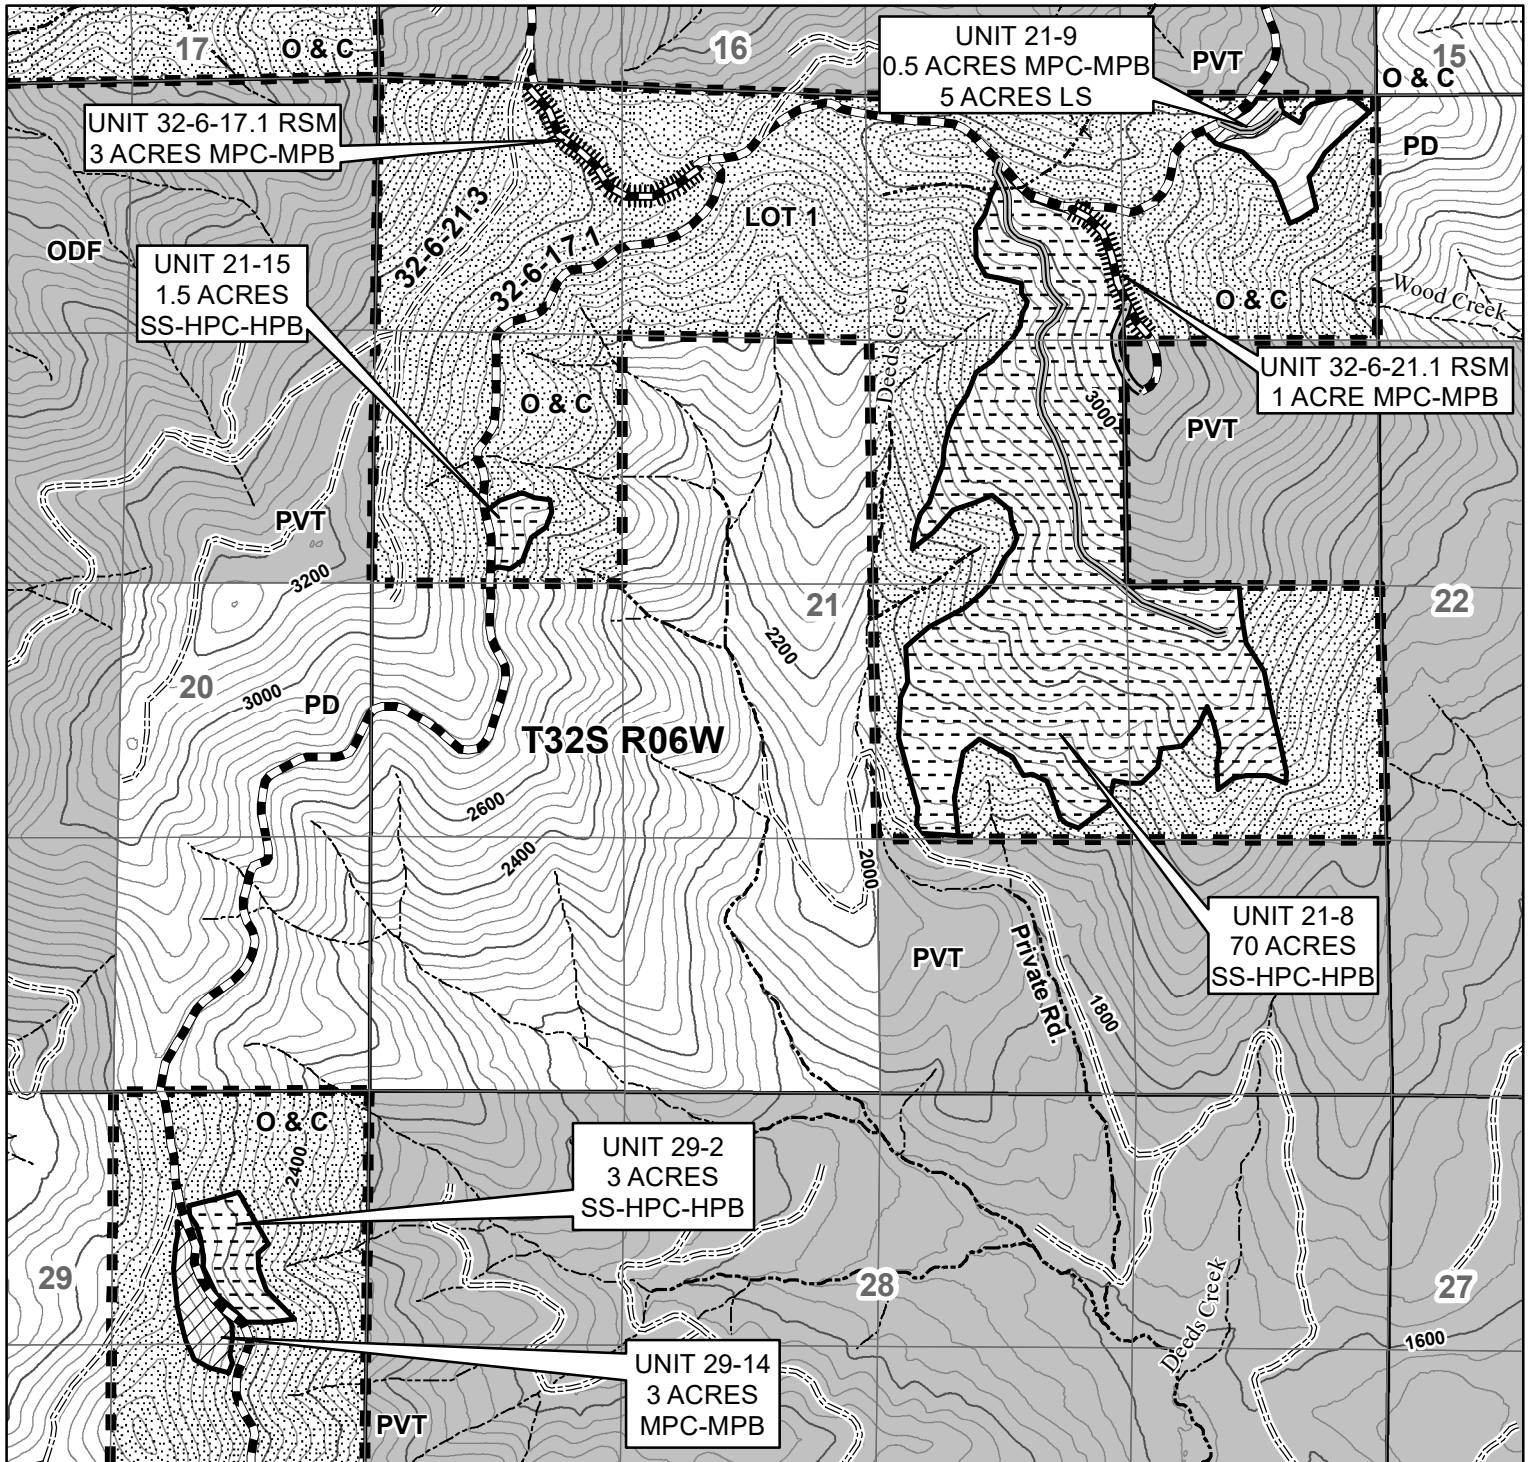 17
O & C
16
UNIT 21-9
0.5 ACRES MPC-MPB
5 ACRES LS
PVT
15
O & C
UNIT 32-6-17.1 RSM
3 ACRES MPC-MPB
PD
ODF
UNIT 21-15
1.5 ACRES
SS-HPC-HPB
32-6-21.3
32-6-17.1
LOT 1
Deeds Creek
O & C
Wood Creek
UNIT 32-6-21.1 RSM
1 ACRE MPC-MPB
O & C
3000
PVT
PVT
3200
21
22
2200
20
3000
PD
T32S R06W
2600
2400
2000
UNIT 21-8
70 ACRES
SS-HPC-HPB
PVT
Private Rd.
1800
O & C
2400
UNIT 29-2
3 ACRES
SS-HPC-HPB
29
28
Deeds Creek
27
1600
UNIT 29-14
3 ACRES
MPC-MPB
PVT